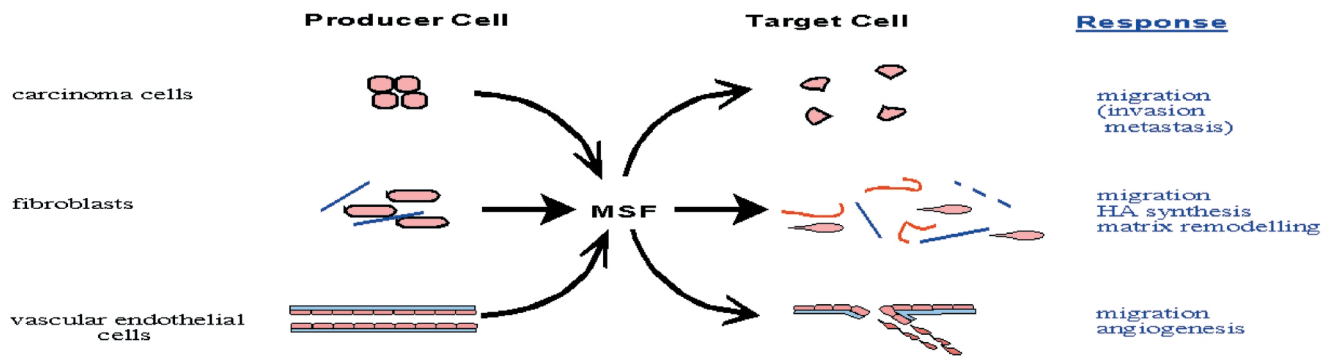 Producer Cell
Target Cell
Response
carcinoma cells
migration
(invasion
metastasis)
fibroblasts
MSF
migration
HA synthesis
matrix remodelling
vascular endothelial
cells
migration
angiogenesis